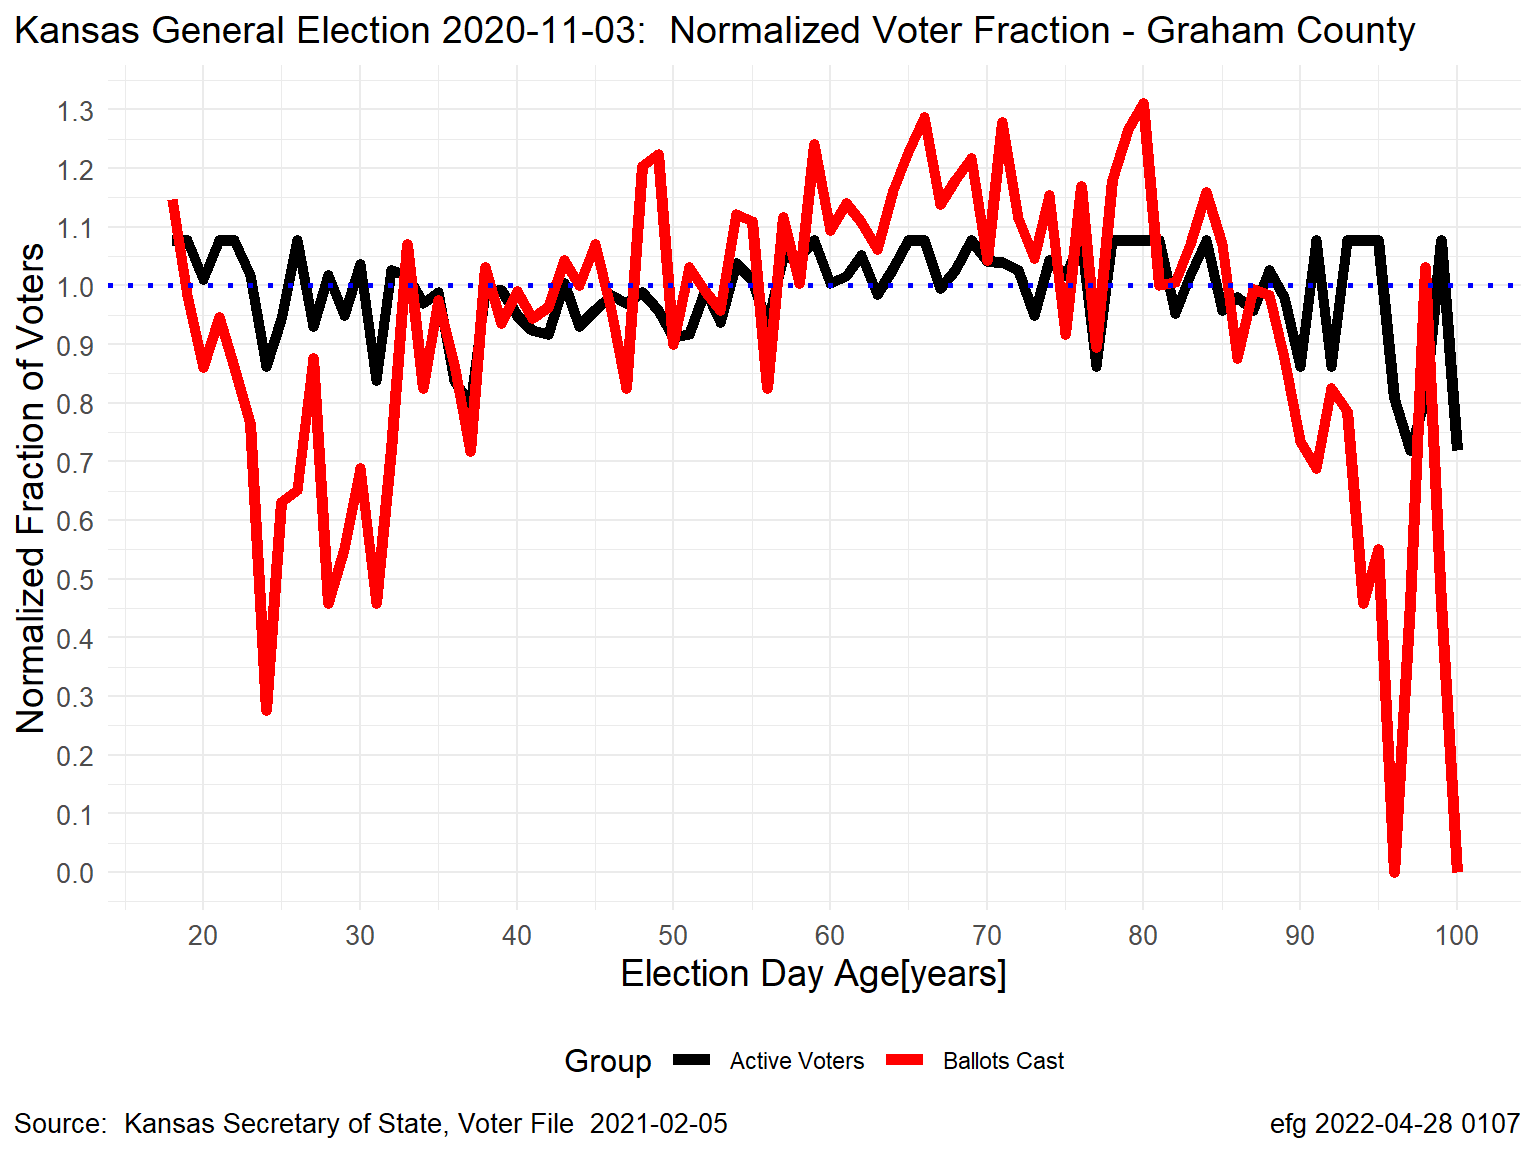 Kansas General Election 2020-11-03:  Normalized Voter Fraction - Graham County
Normalized Fraction of Voters
1.3
1.2
1.1
1.0
0.9
0.8
0.7
0.6
0.5
0.4
0.3
0.2
0.1
0.0
20 30 40 50 60 70 80 90 100
Election Day Age[years]
Group Active Voters Ballots Cast
Source:  Kansas Secretary of State, Voter File  2021-02-05
efg 2022-04-28 0107